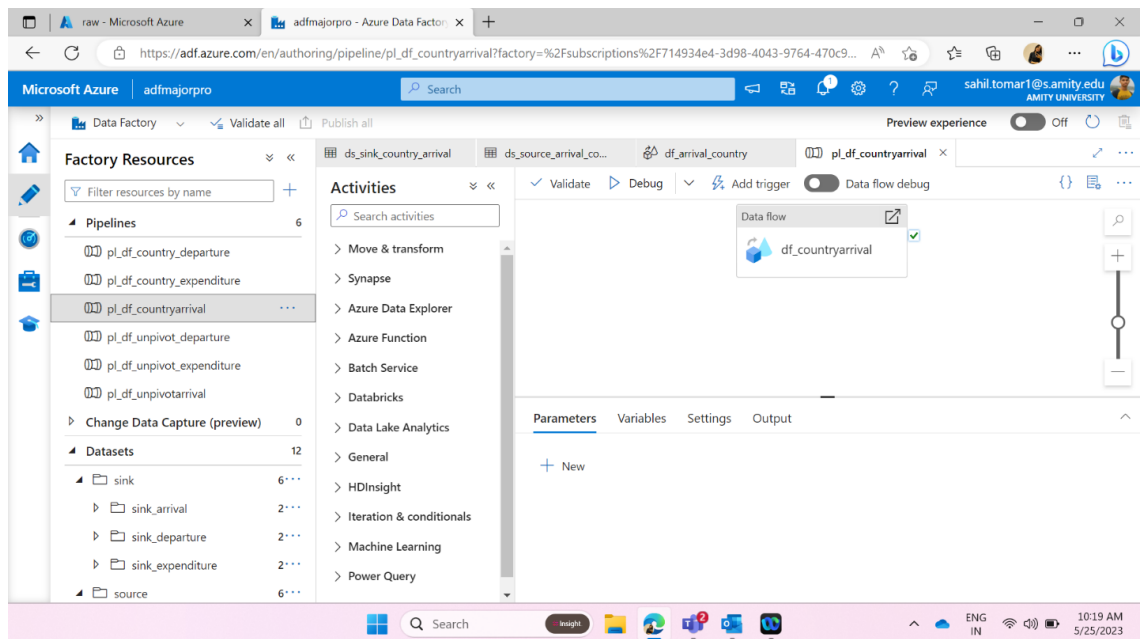 raw - Microsoft Azure
adfmajorpro - Azure Data Factory
https://adf.azure.com/en/authoring/pipeline/pl_df_countryarrival?factory=%2Fsubscriptions%2F714934e4-3d98-4043-9764-470c9...
Microsoft Azure
adfmajorpro
Search
1
sahil.tomar1@s.amity.edu
AMITY UNIVERSITY
Data Factory
Validate all
Publish all
Preview experience
Off
Factory Resources
Filter resources by name
Pipelines 6
pl_df_country_departure
pl_df_country_expenditure
pl_df_countryarrival
pl_df_unpivot_departure
pl_df_unpivot_expenditure
pl_df_unpivotarrival
Change Data Capture (preview) 0
Datasets 12
sink 6
sink_arrival 2
sink_departure 2
sink_expenditure 2
source 6
ds_sink_country_arrival
ds_source_arrival_co...
df_arrival_country
pl_df_countryarrival
Activities
Search activities
Move & transform
Synapse
Azure Data Explorer
Azure Function
Batch Service
Databricks
Data Lake Analytics
General
HDInsight
Iteration & conditionals
Machine Learning
Power Query
Validate
Debug
Add trigger
Data flow debug
Data flow
df_countryarrival
Parameters
Variables
Settings
Output
New
Search
Insight
2
ENG
IN
10:19 AM
5/25/2023